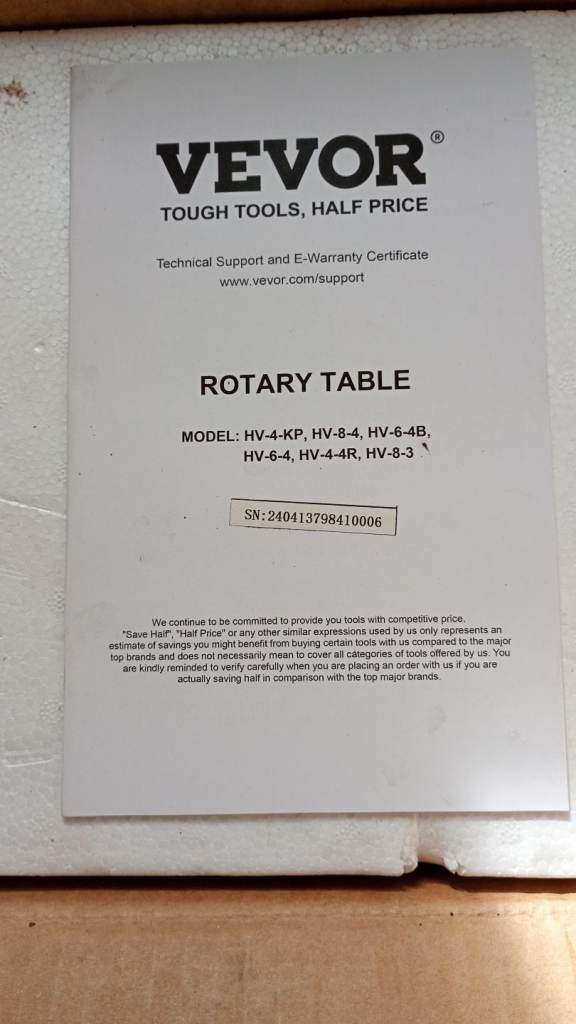 VEVOR®
TOUGH TOOLS, HALF PRICE
Technical Support and E-Warranty Certificate
www.vevor.com/support
ROTARY TABLE
MODEL: HV-4-KP, HV-8-4, HV-6-4B,
HV-6-4, HV-4-4R, HV-8-3
SN:240413798410006
We continue to be committed to provide you tools with competitive price.
"Save Half", "Half Price" or any other similar expressions used by us only represents an
estimate of savings you might benefit from buying certain tools with us compared to the major
top brands and does not necessarily mean to cover all categories of tools offered by us. You
are kindly reminded to verify carefully when you are placing an order with us if you are
actually saving half in comparison with the top major brands.